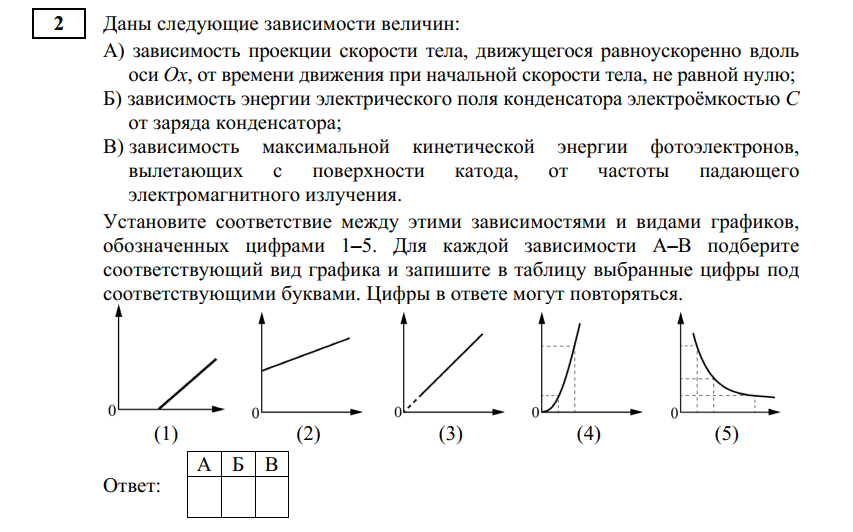 2 Даны следующие зависимости величин:
А) зависимость проекции скорости тела, движущегося равноускоренно вдоль
оси Ox, от времени движения при начальной скорости тела, не равной нулю;
Б) зависимость энергии электрического поля конденсатора электроёмкостью C
от заряда конденсатора;
В) зависимость максимальной кинетической энергии фотоэлектронов,
вылетающих с поверхности катода, от частоты падающего
электромагнитного излучения.
Установите соответствие между этими зависимостями и видами графиков,
обозначенных цифрами 1–5. Для каждой зависимости А–В подберите
соответствующий вид графика и запишите в таблицу выбранные цифры под
соответствующими буквами. Цифры в ответе могут повторяться.
0 0 0 0 0
(1) (2) (3) (4) (5)
А Б В
Ответ: